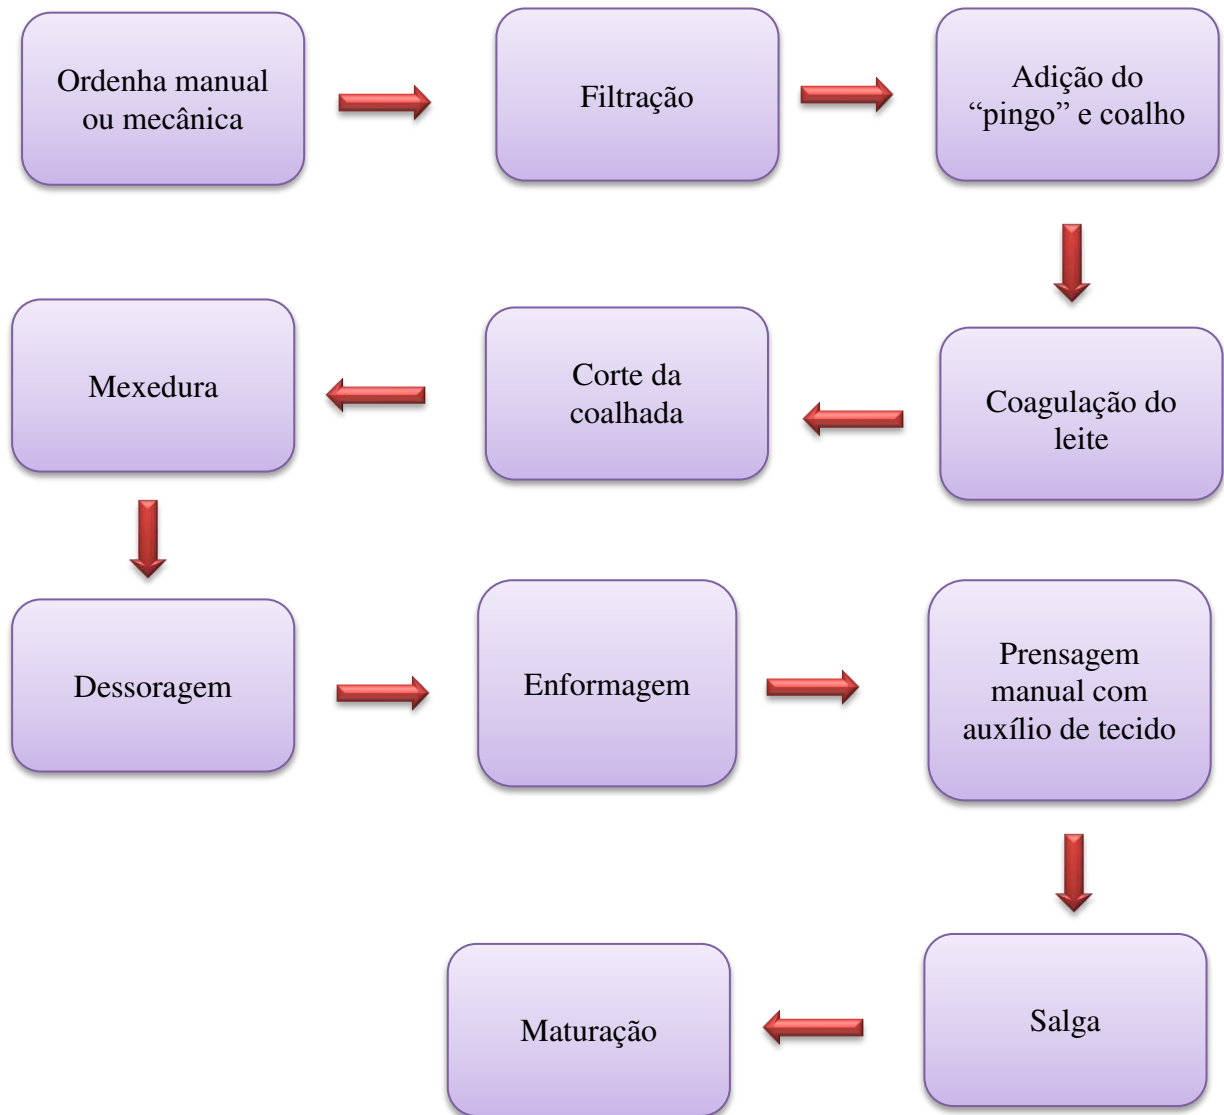 Ordenha manual
ou mecânica
Filtração
Adição do
“pingo” e coalho
Coagulação do
leite
Corte da
coalhada
Mexedura
Dessoragem
Enformagem
Prensagem
manual com
auxílio de tecido
Salga
Maturação